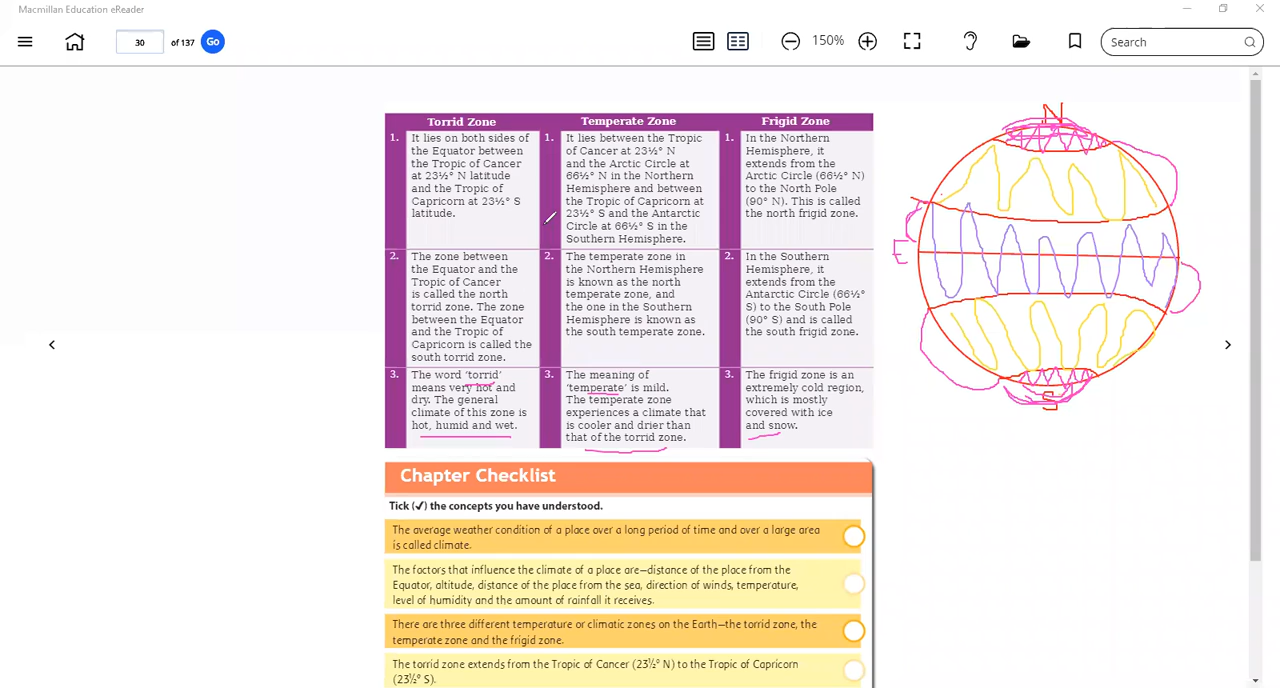 Macmillan Education eReader
30 of 137 Go
150%
Search
Torrid Zone
1. It lies on both sides of
the Equator between
the Tropic of Cancer
at 23½° N latitude
and the Tropic of
Capricorn at 23½° S
latitude.
2. The zone between
the Equator and the
Tropic of Cancer
is called the north
torrid zone. The zone
between the Equator
and the Tropic of
Capricorn is called the
south torrid zone.
3. The word ‘torrid’
means very hot and
dry. The general
climate of this zone is
hot, humid and wet.
Temperate Zone
1. It lies between the Tropic
of Cancer at 23½° N
and the Arctic Circle at
66½° N in the Northern
Hemisphere and between
the Tropic of Capricorn at
23½° S and the Antarctic
Circle at 66½° S in the
Southern Hemisphere.
2. The temperate zone in
the Northern Hemisphere
is known as the north
temperate zone, and
the one in the Southern
Hemisphere is known as
the south temperate zone.
3. The meaning of
‘temperate’ is mild.
The temperate zone
experiences a climate that
is cooler and drier than
that of the torrid zone.
Frigid Zone
1. In the Northern
Hemisphere, it
extends from the
Arctic Circle (66½° N)
to the North Pole
(90° N). This is called
the north frigid zone.
2. In the Southern
Hemisphere, it
extends from the
Antarctic Circle (66½°
S) to the South Pole
(90° S) and is called
the south frigid zone.
3. The frigid zone is an
extremely cold region,
which is mostly
covered with ice
and snow.
N
E
S
Chapter Checklist
Tick (✓) the concepts you have understood.
The average weather condition of a place over a long period of time and over a large area
is called climate.
The factors that influence the climate of a place are—distance of the place from the
Equator, altitude, distance of the place from the sea, direction of winds, temperature,
level of humidity and the amount of rainfall it receives.
There are three different temperature or climatic zones on the Earth—the torrid zone, the
temperate zone and the frigid zone.
The torrid zone extends from the Tropic of Cancer (23½° N) to the Tropic of Capricorn
(23½° S).